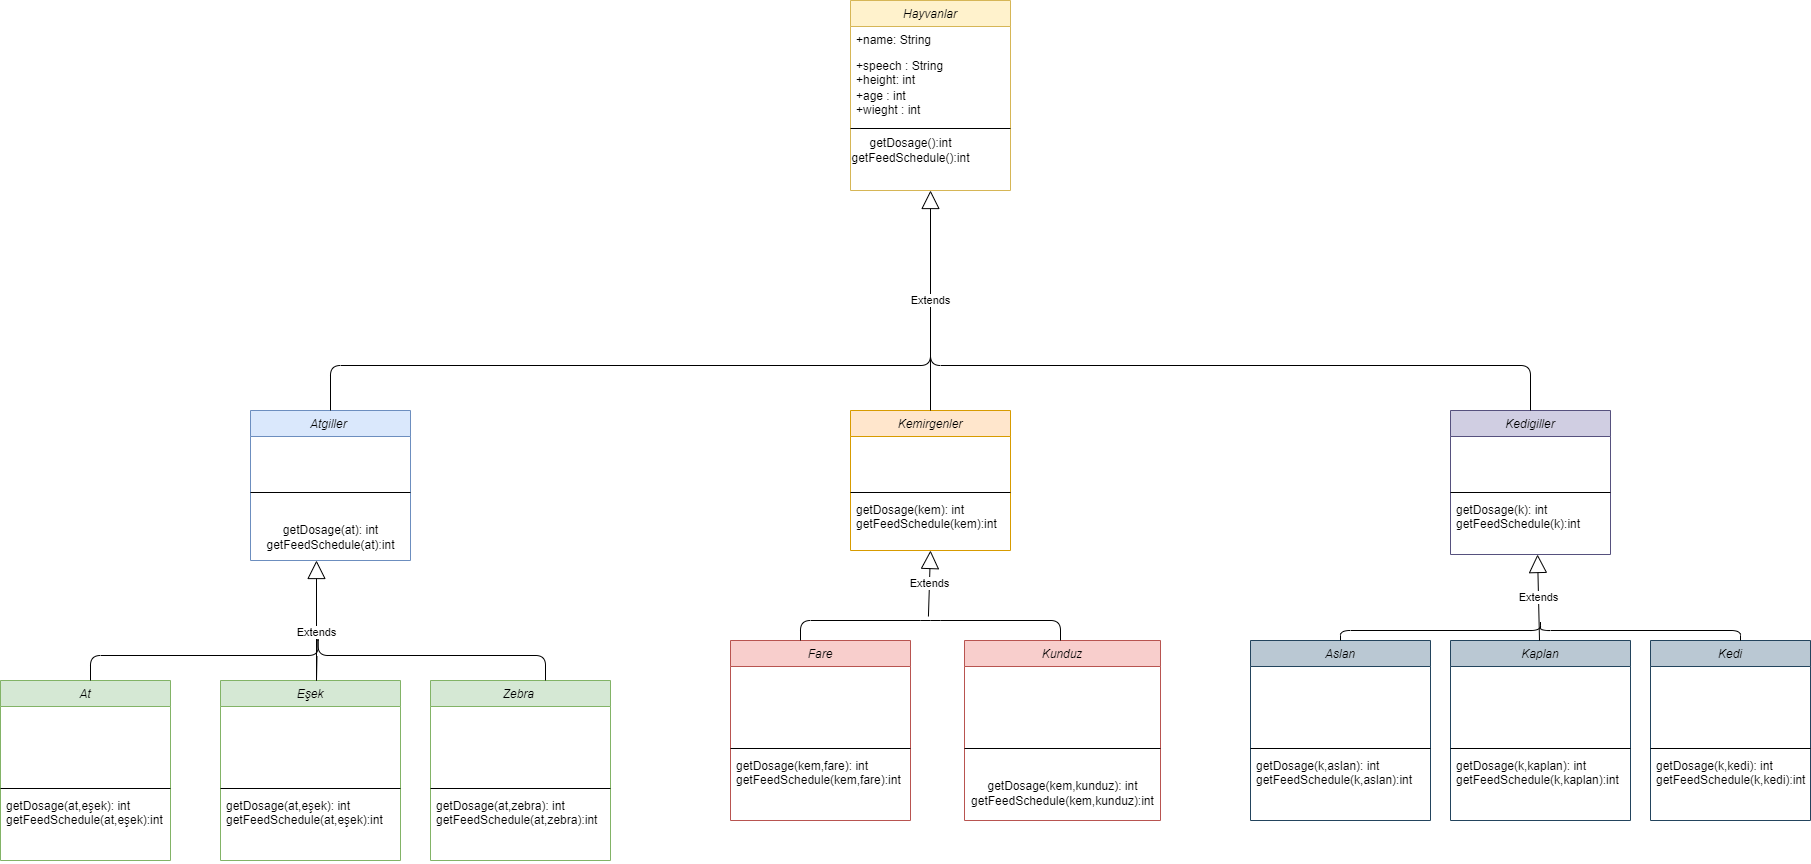 Hayvanlar
+name: String
+speech : String
+height: int
+age : int
+wieght : int
getDosage():int
getFeedSchedule():int
Extends
Atgiller
getDosage(at): int
getFeedSchedule(at):int
Kemirgenler
getDosage(kem): int
getFeedSchedule(kem):int
Kedigiller
getDosage(k): int
getFeedSchedule(k):int
Extends
Extends
Extends
At
getDosage(at,eşek): int
getFeedSchedule(at,eşek):int
Eşek
getDosage(at,eşek): int
getFeedSchedule(at,eşek):int
Zebra
getDosage(at,zebra): int
getFeedSchedule(at,zebra):int
Fare
getDosage(kem,fare): int
getFeedSchedule(kem,fare):int
Kunduz
getDosage(kem,kunduz): int
getFeedSchedule(kem,kunduz):int
Aslan
getDosage(k,aslan): int
getFeedSchedule(k,aslan):int
Kaplan
getDosage(k,kaplan): int
getFeedSchedule(k,kaplan):int
Kedi
getDosage(k,kedi): int
getFeedSchedule(k,kedi):int